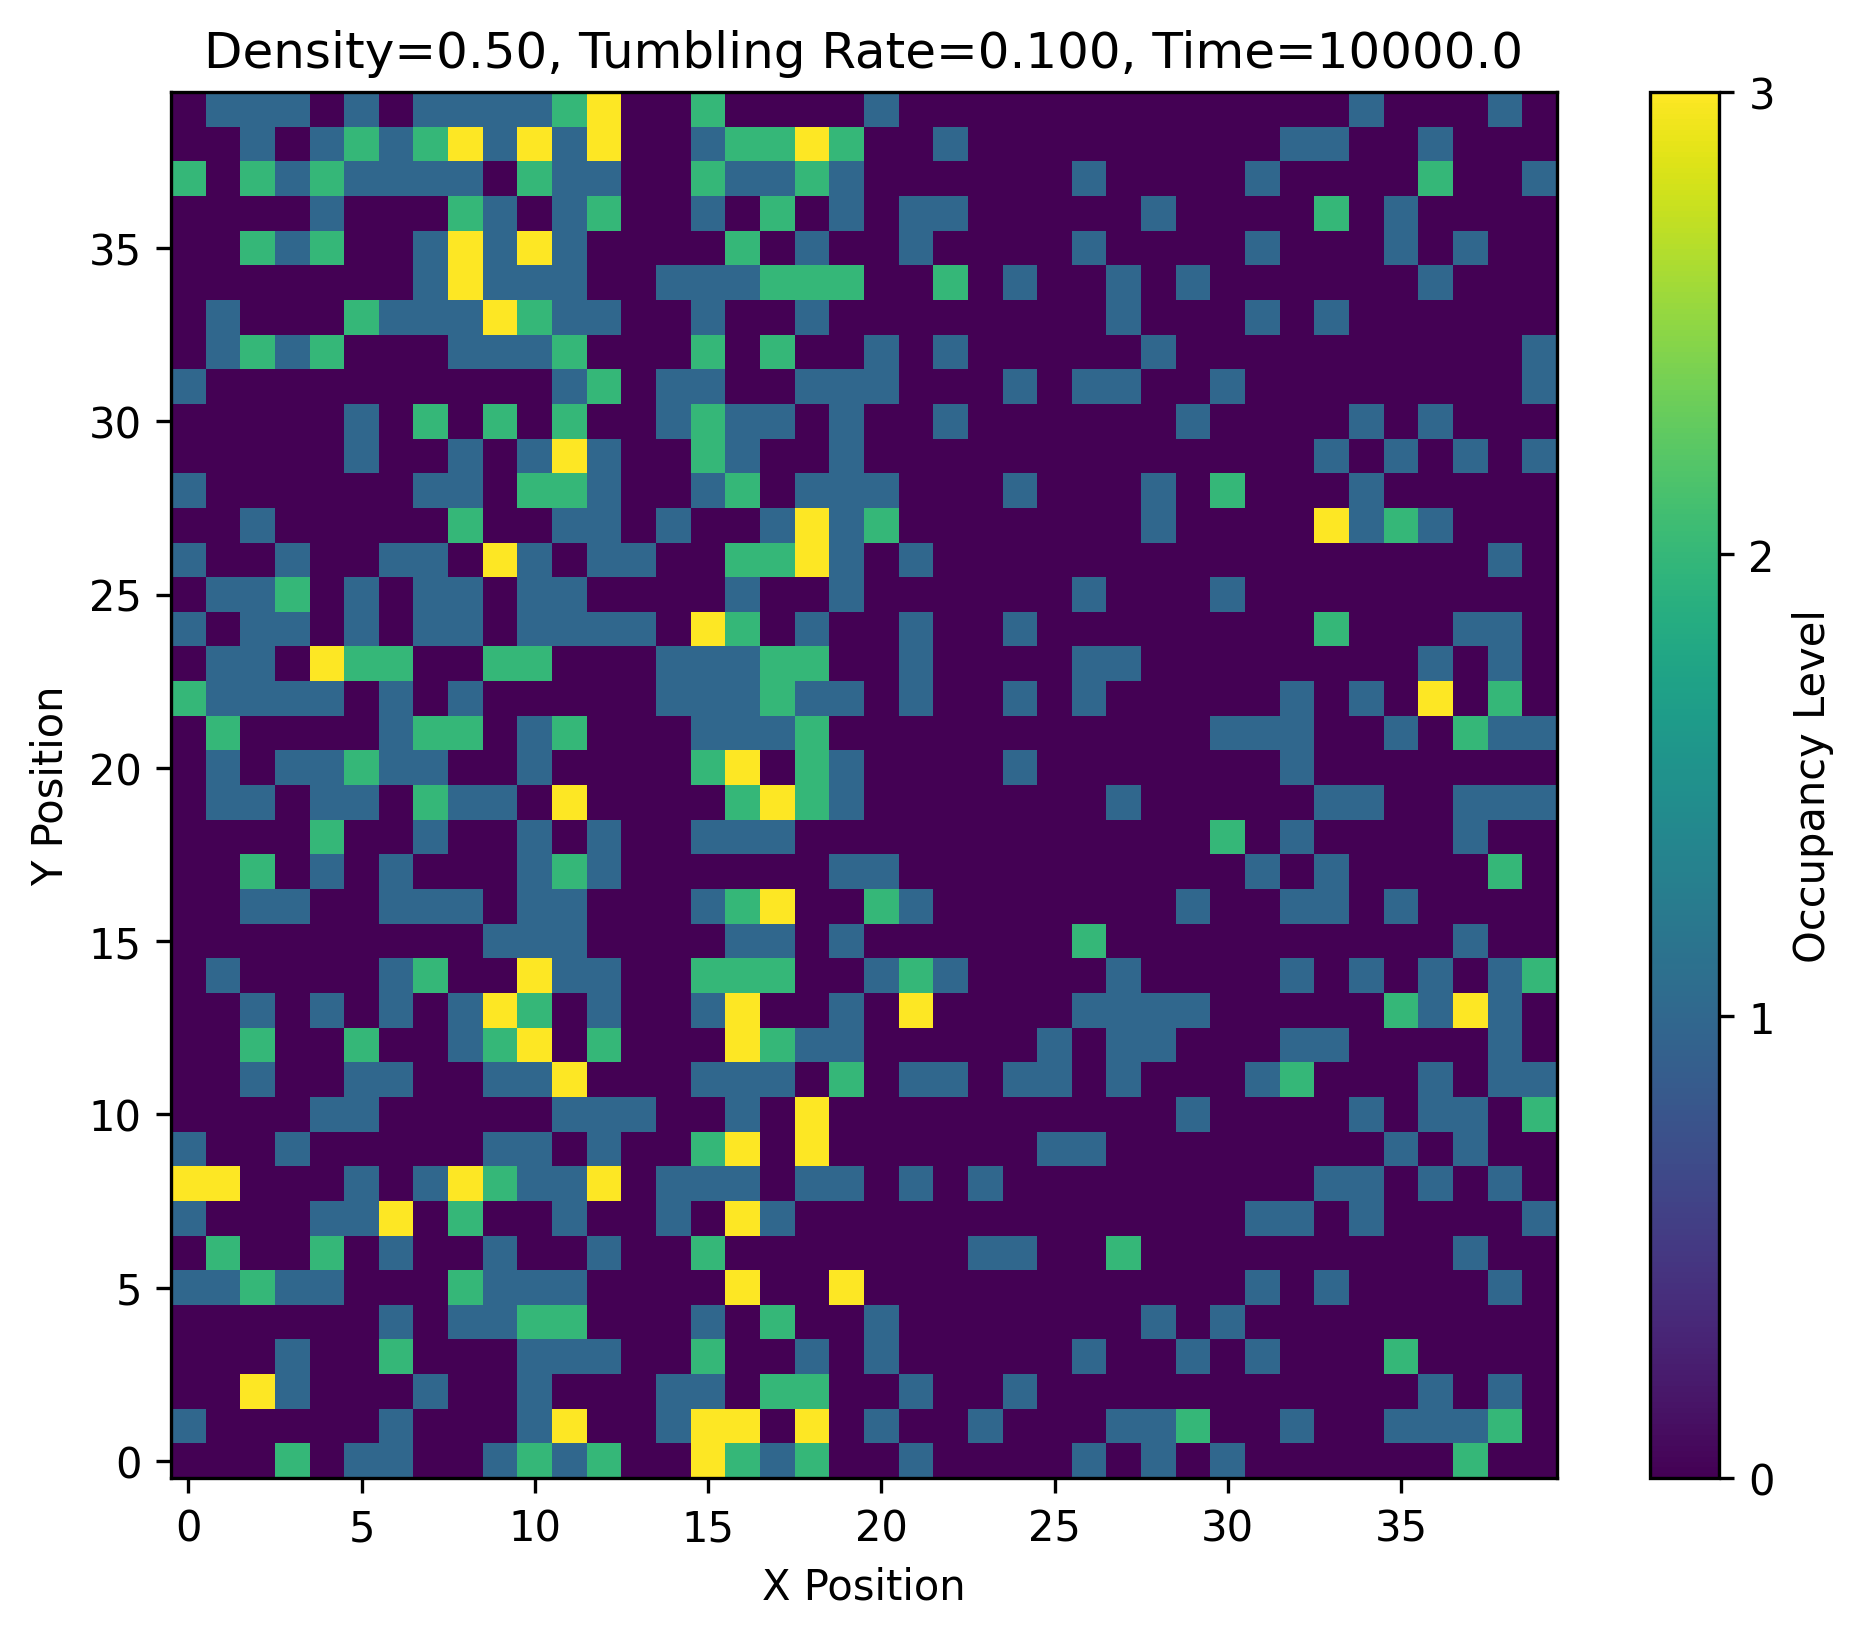 Density=0.50, Tumbling Rate=0.100, Time=10000.0
35
30
25
20
15
10
5
0
Y Position
0 5 10 15 20 25 30 35
X Position
3
2
1
0
Occupancy Level